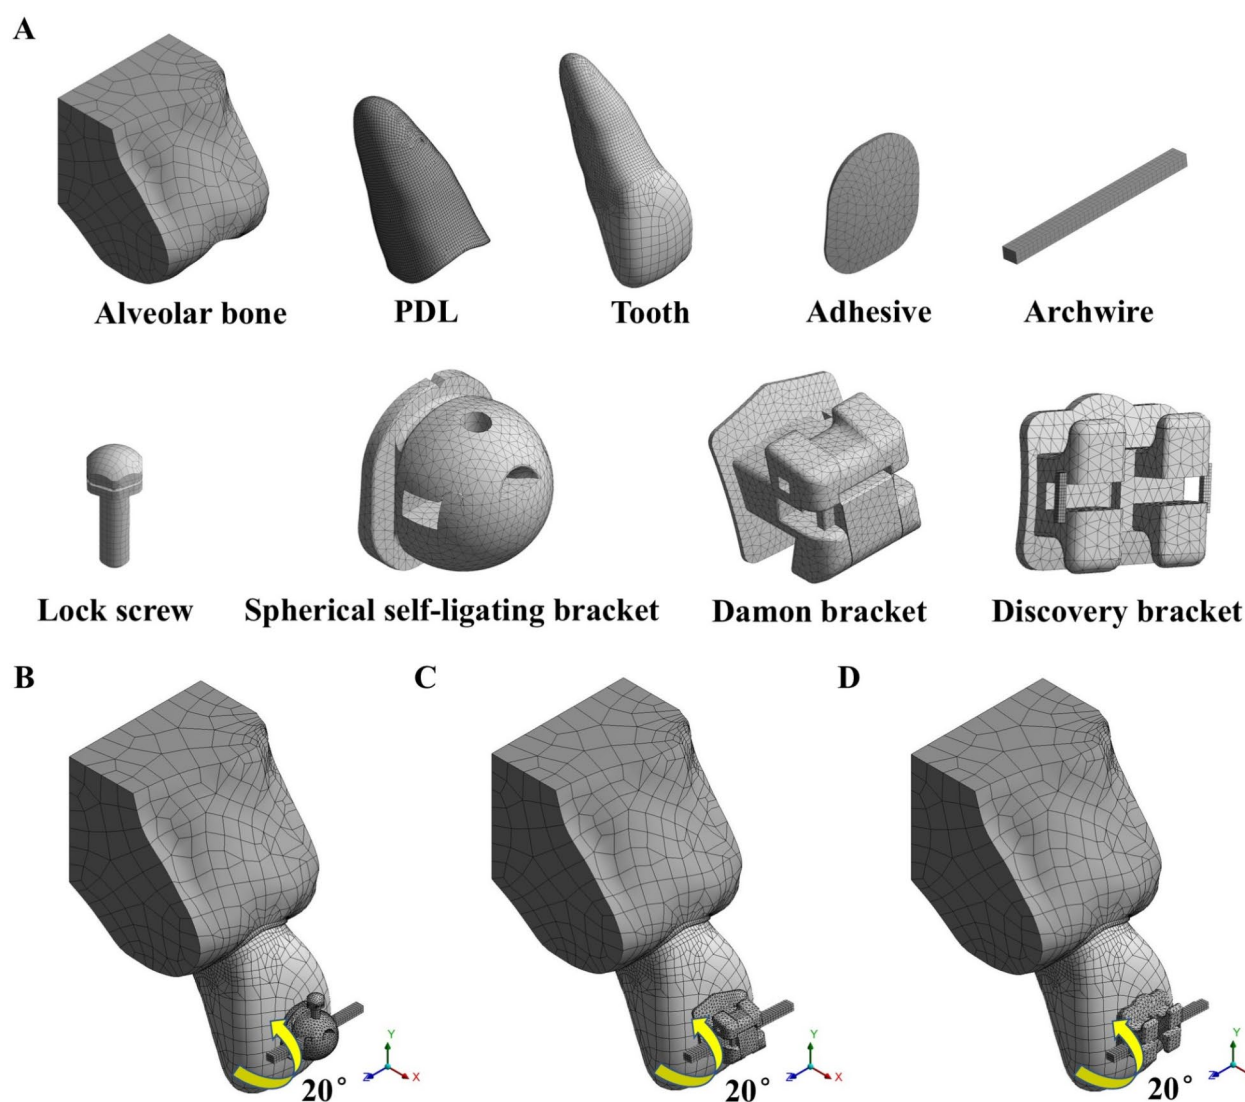 A
Alveolar bone
PDL
Tooth
Adhesive
Archwire
Lock screw
Spherical self-ligating bracket
Damon bracket
Discovery bracket
B
C
D
Y
Z
X
20°
Y
Z
X
20°
Y
Z
X
20°